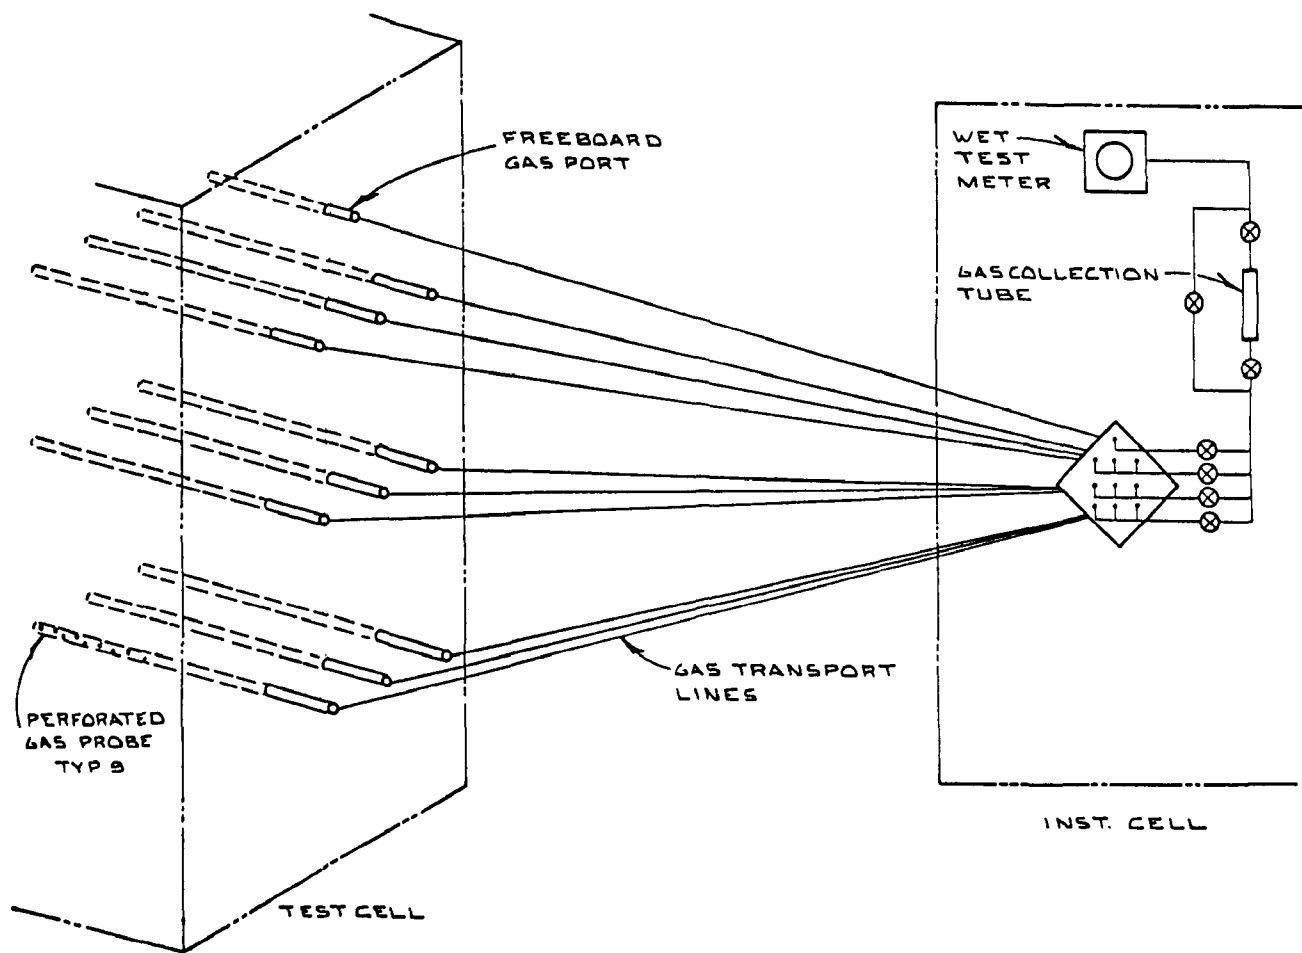 FREEBOARD
GAS PORT
WET
TEST
METER
GAS COLLECTION
TUBE
GAS TRANSPORT
LINES
PERFORATED
GAS PROBE
TYP 9
INST. CELL
TEST CELL